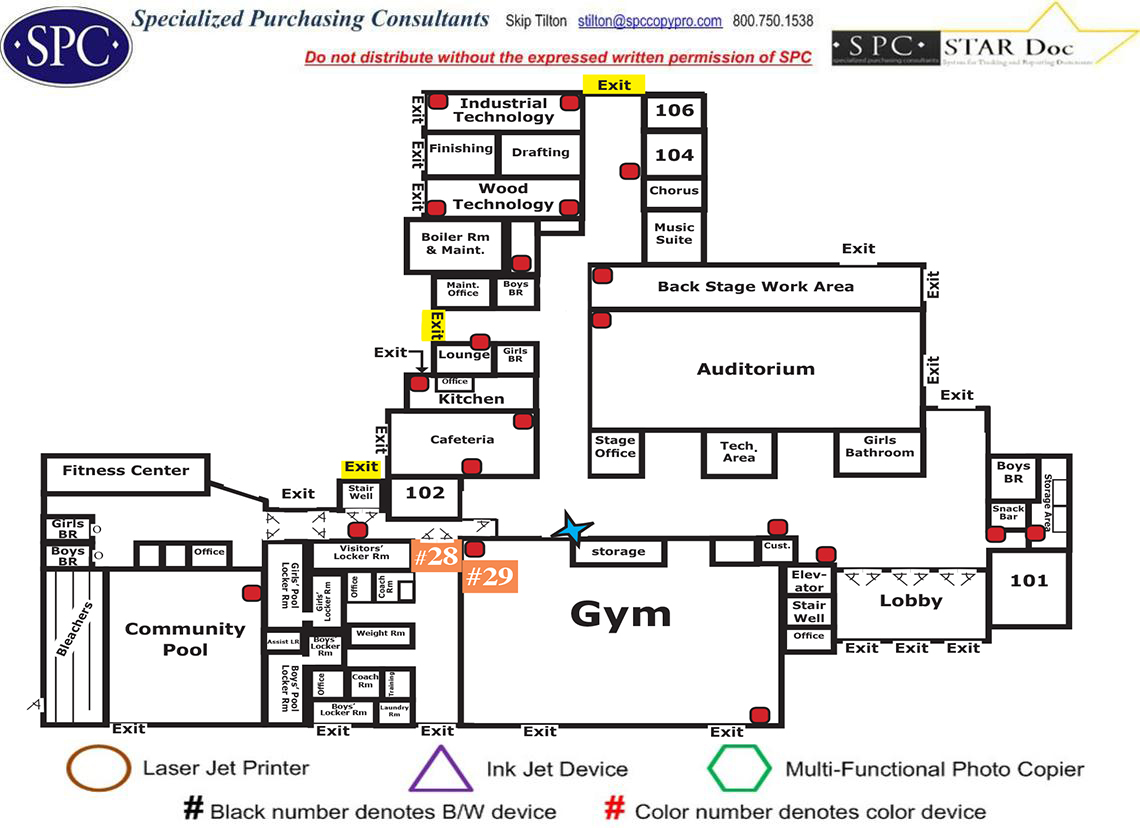 Specialized Purchasing Consultants Skip Tilton stilton@spccopypro.com 800.750.1538
·SPC·
Do not distribute without the expressed written permission of SPC
·SPC· STAR Doc
specialized purchasing consultants System for Tracking and Reporting Documents
Exit
Exit
Industrial
Technology
106
Exit
Finishing
Drafting
104
Exit
Wood
Technology
Chorus
Music
Suite
Boiler Rm
& Maint.
Exit
Back Stage Work Area
Exit
Maint.
Office
Boys
BR
Exit
Exit
Lounge
Girls
BR
Auditorium
Exit
Office
Kitchen
Exit
Cafeteria
Exit
Stage
Office
Tech.
Area
Girls
Bathroom
Fitness Center
Exit
Exit
Stair
Well
102
Boys
BR
Storage Area
Snack
Bar
Girls
BR
Boys
BR
Office
Visitors'
Locker Rm
#28
#29
storage
Cust.
Girls' Pool
Locker Rm
Girls'
Locker Rm
Office
Coach
Rm
Elev-
ator
Stair
Well
Office
Lobby
101
Gym
Bleachers
Community
Pool
Assist LR
Boys'
Locker Rm
Weight Rm
Exit
Exit
Exit
Boys' Pool
Locker Rm
Office
Coach
Rm
Training
Boys'
Locker Rm
Laundry
Rm
Exit
Exit
Exit
Exit
Exit
Laser Jet Printer
Ink Jet Device
Multi-Functional Photo Copier
# Black number denotes B/W device
# Color number denotes color device